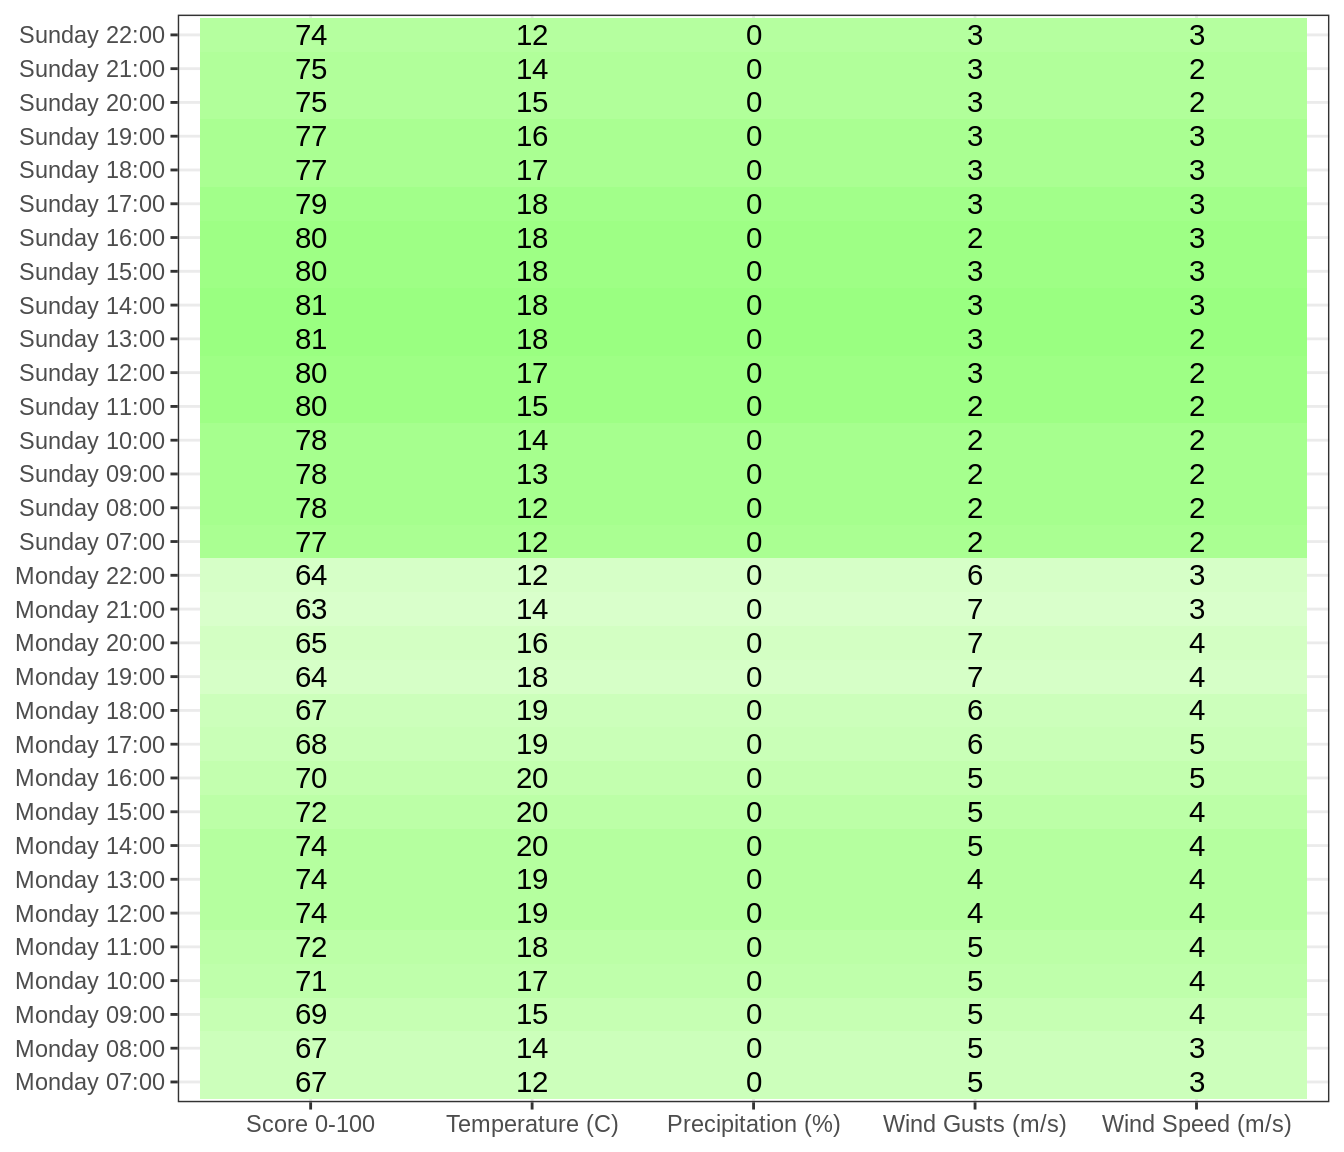 Sunday 22:00 74 12 0 3 3
Sunday 21:00 75 14 0 3 2
Sunday 20:00 75 15 0 3 2
Sunday 19:00 77 16 0 3 3
Sunday 18:00 77 17 0 3 3
Sunday 17:00 79 18 0 3 3
Sunday 16:00 80 18 0 2 3
Sunday 15:00 80 18 0 3 3
Sunday 14:00 81 18 0 3 3
Sunday 13:00 81 18 0 3 2
Sunday 12:00 80 17 0 3 2
Sunday 11:00 80 15 0 2 2
Sunday 10:00 78 14 0 2 2
Sunday 09:00 78 13 0 2 2
Sunday 08:00 78 12 0 2 2
Sunday 07:00 77 12 0 2 2
Monday 22:00 64 12 0 6 3
Monday 21:00 63 14 0 7 3
Monday 20:00 65 16 0 7 4
Monday 19:00 64 18 0 7 4
Monday 18:00 67 19 0 6 4
Monday 17:00 68 19 0 6 5
Monday 16:00 70 20 0 5 5
Monday 15:00 72 20 0 5 4
Monday 14:00 74 20 0 5 4
Monday 13:00 74 19 0 4 4
Monday 12:00 74 19 0 4 4
Monday 11:00 72 18 0 5 4
Monday 10:00 71 17 0 5 4
Monday 09:00 69 15 0 5 4
Monday 08:00 67 14 0 5 3
Monday 07:00 67 12 0 5 3
Score 0-100 Temperature (C) Precipitation (%) Wind Gusts (m/s) Wind Speed (m/s)